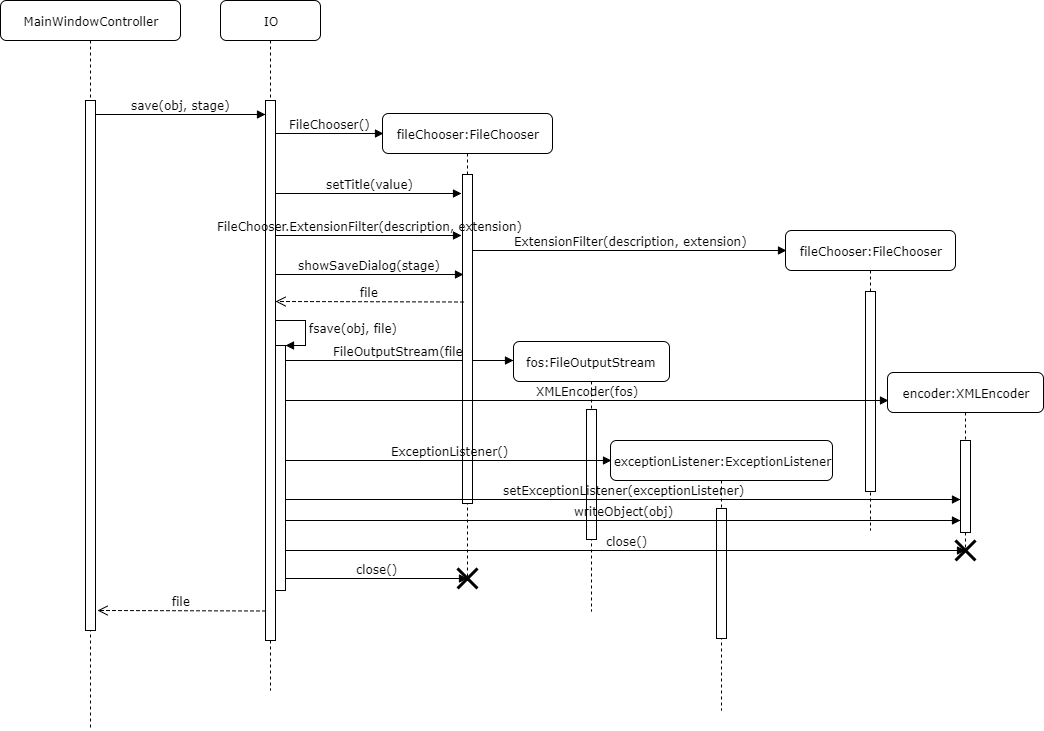 MainWindowController
IO
save(obj, stage)
FileChooser()
fileChooser:FileChooser
setTitle(value)
FileChooser.ExtensionFilter(description, extension)
ExtensionFilter(description, extension)
fileChooser:FileChooser
showSaveDialog(stage)
file
fsave(obj, file)
FileOutputStream(file
fos:FileOutputStream
XMLEncoder(fos)
encoder:XMLEncoder
ExceptionListener()
exceptionListener:ExceptionListener
setExceptionListener(exceptionListener)
writeObject(obj)
close()
close()
file